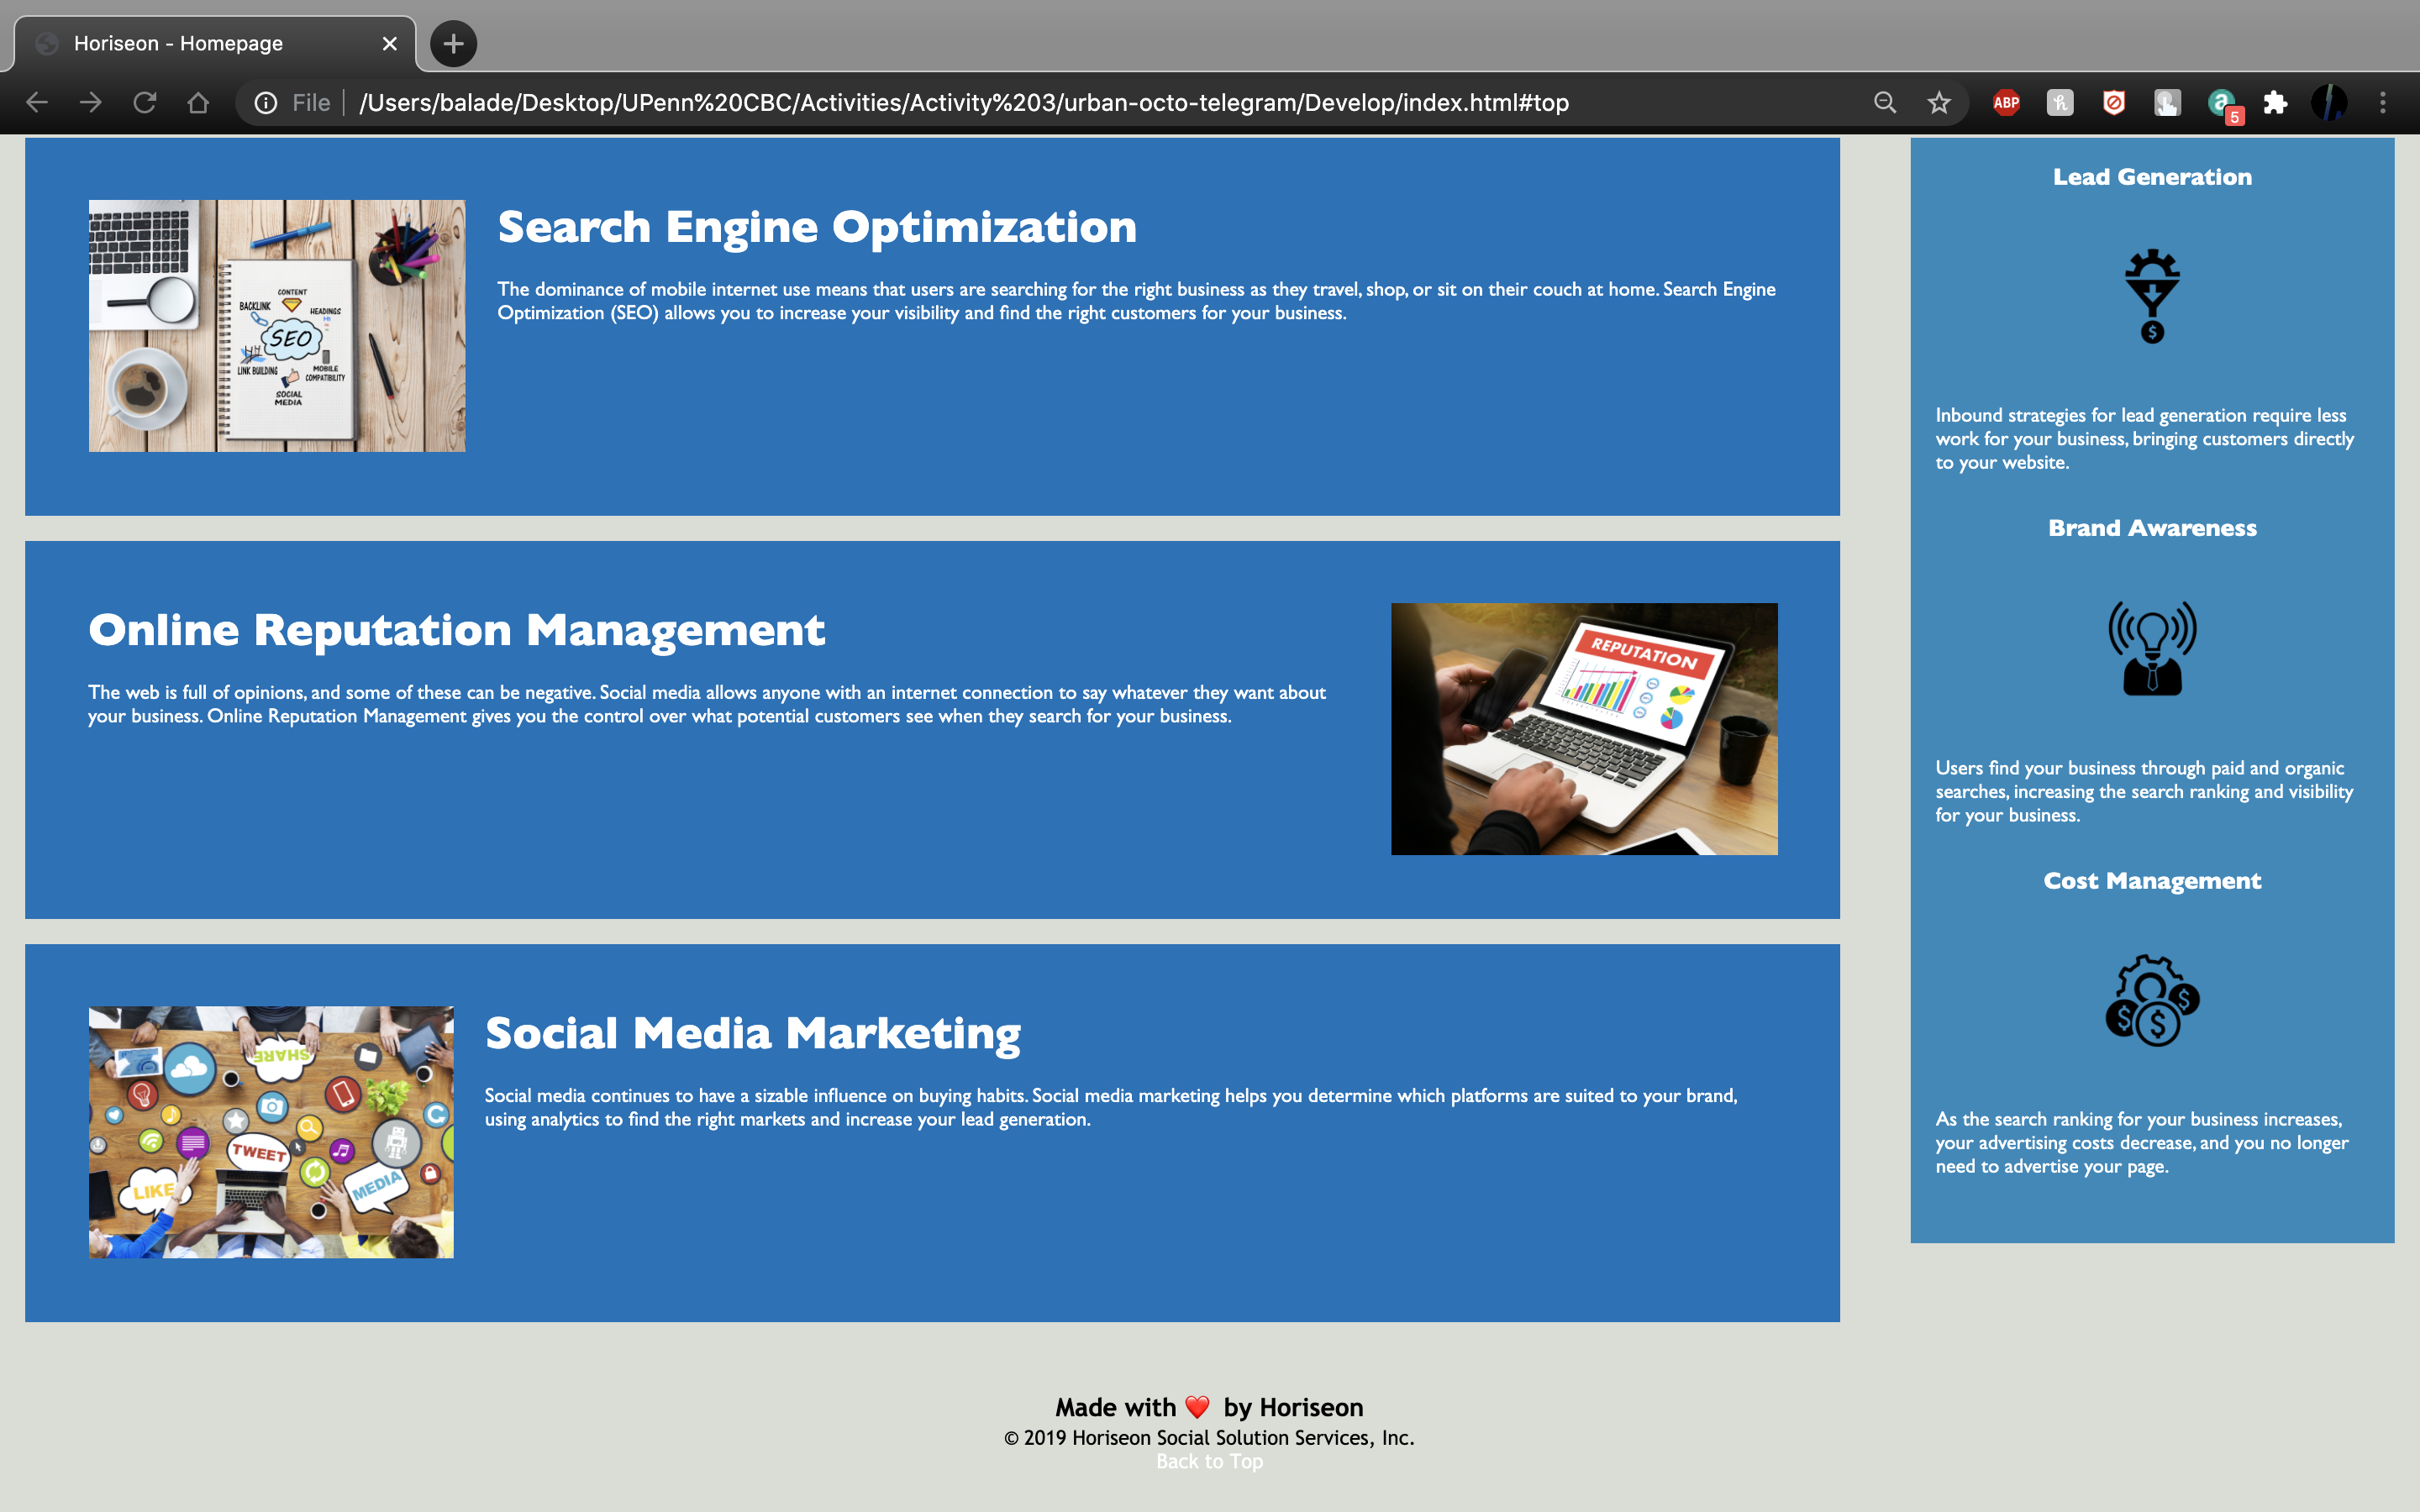 Horiseon - Homepage
File
/Users/balade/Desktop/UPenn%20CBC/Activities/Activity%203/urban-octo-telegram/Develop/index.html#top
ABP
h
a
5
Search Engine Optimization
The dominance of mobile internet use means that users are searching for the right business as they travel, shop, or sit on their couch at home. Search Engine
Optimization (SEO) allows you to increase your visibility and find the right customers for your business.
CONTENT
BACKLINK
HEADINGS
SEO
LINK BUILDING
MOBILE
COMPATIBILITY
SOCIAL
MEDIA
Online Reputation Management
The web is full of opinions, and some of these can be negative. Social media allows anyone with an internet connection to say whatever they want about
your business. Online Reputation Management gives you the control over what potential customers see when they search for your business.
REPUTATION
Social Media Marketing
Social media continues to have a sizable influence on buying habits. Social media marketing helps you determine which platforms are suited to your brand,
using analytics to find the right markets and increase your lead generation.
SHARE
TWEET
LIKE
MEDIA
Lead Generation
$
Inbound strategies for lead generation require less
work for your business, bringing customers directly
to your website.
Brand Awareness
Users find your business through paid and organic
searches, increasing the search ranking and visibility
for your business.
Cost Management
$ $ $
As the search ranking for your business increases,
your advertising costs decrease, and you no longer
need to advertise your page.
Made with ❤️ by Horiseon
© 2019 Horiseon Social Solution Services, Inc.
Back to Top